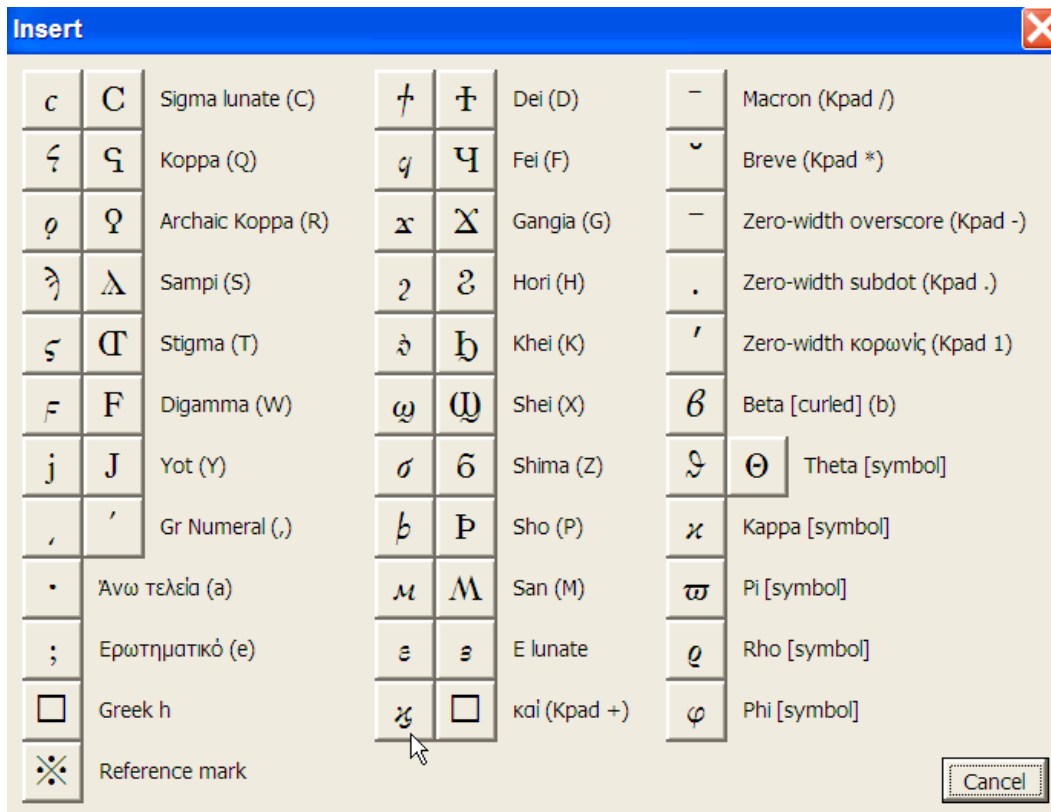 Insert
c C Sigma lunate (C)
ϟ Ϟ Koppa (Q)
ϙ Ϙ Archaic Koppa (R)
ϡ Ϡ Sampi (S)
ϛ Ϛ Stigma (T)
ϝ Ϝ Digamma (W)
j J Yot (Y)
͵ ʹ Gr Numeral (,)
· Άνω τελεία (a)
; Ερωτηματικό (e)
□ Greek h
※ Reference mark
ϯ Ϯ Dei (D)
ϥ Ϥ Fei (F)
ϫ Ϫ Gangia (G)
ϩ Ϩ Hori (H)
ϧ Ϧ Khei (K)
ϣ Ϣ Shei (X)
ϭ Ϭ Shima (Z)
ϸ Ϸ Sho (P)
ϻ Ϻ San (M)
ε з E lunate
ϗ □ καί (Kpad +)
¯ Macron (Kpad /)
˘ Breve (Kpad *)
‾ Zero-width overscore (Kpad -)
. Zero-width subdot (Kpad .)
′ Zero-width κορωνίς (Kpad 1)
ϐ Beta [curled] (b)
ϑ ϴ Theta [symbol]
ϰ Kappa [symbol]
ϖ Pi [symbol]
ϱ Rho [symbol]
φ Phi [symbol]
Cancel